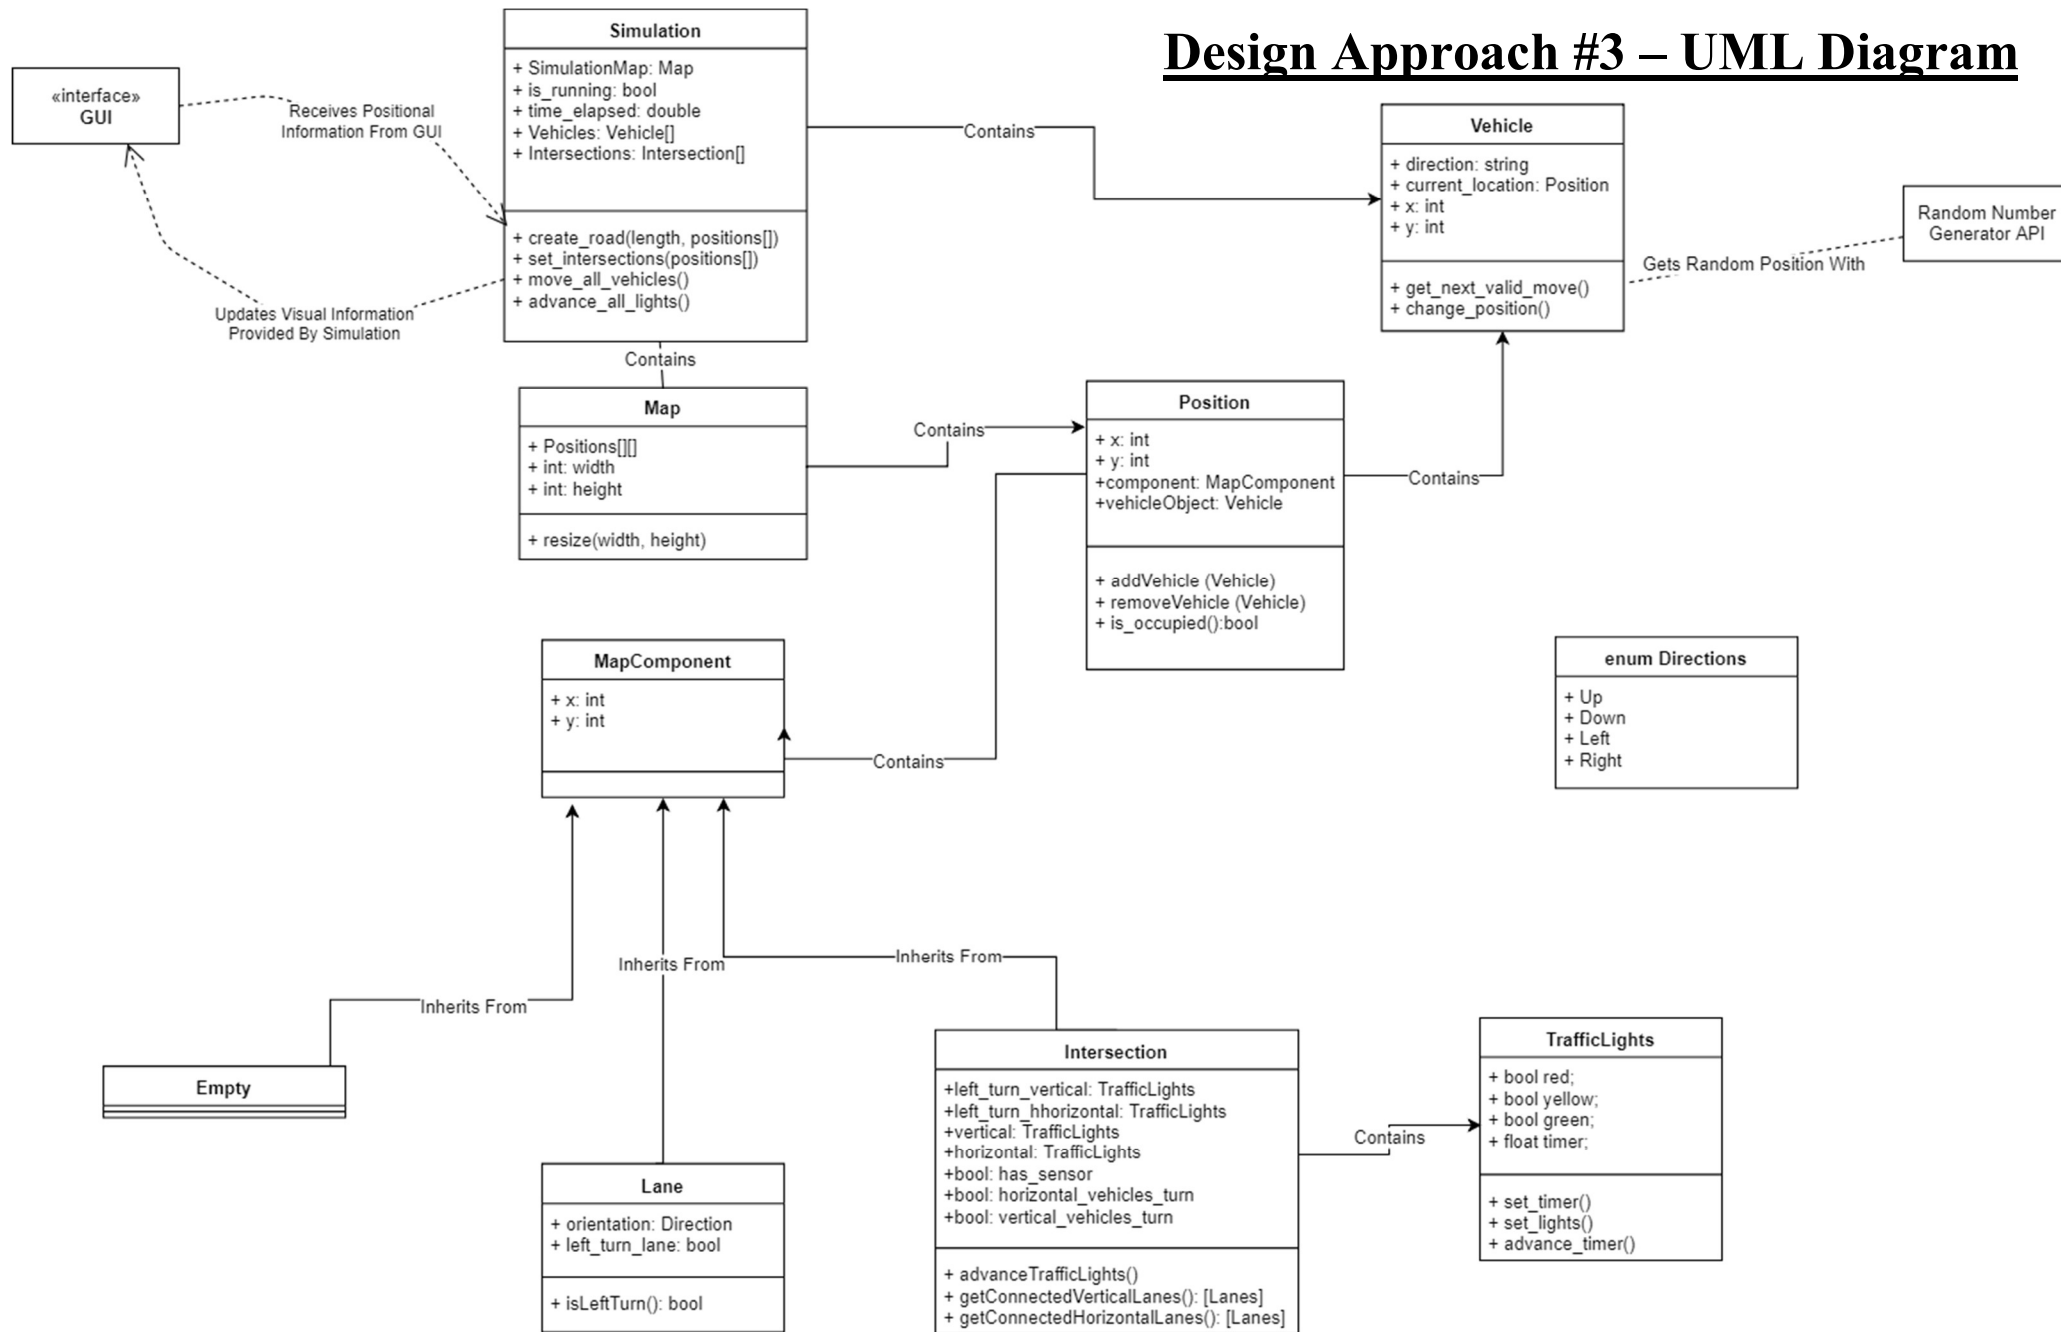 Design Approach #3 – UML Diagram
«interface»
GUI
Receives Positional
Information From GUI
Updates Visual Information
Provided By Simulation
Simulation
+ SimulationMap: Map
+ is_running: bool
+ time_elapsed: double
+ Vehicles: Vehicle[]
+ Intersections: Intersection[]
+ create_road(length, positions[])
+ set_intersections(positions[])
+ move_all_vehicles()
+ advance_all_lights()
Contains
Contains
Vehicle
+ direction: string
+ current_location: Position
+ x: int
+ y: int
+ get_next_valid_move()
+ change_position()
Gets Random Position With
Random Number
Generator API
Map
+ Positions[][]
+ int: width
+ int: height
+ resize(width, height)
Contains
Position
+ x: int
+ y: int
+component: MapComponent
+vehicleObject: Vehicle
+ addVehicle (Vehicle)
+ removeVehicle (Vehicle)
+ is_occupied():bool
Contains
MapComponent
+ x: int
+ y: int
Contains
enum Directions
+ Up
+ Down
+ Left
+ Right
Inherits From
Inherits From
Inherits From
Empty
Lane
+ orientation: Direction
+ left_turn_lane: bool
+ isLeftTurn(): bool
Intersection
+left_turn_vertical: TrafficLights
+left_turn_hhorizontal: TrafficLights
+vertical: TrafficLights
+horizontal: TrafficLights
+bool: has_sensor
+bool: horizontal_vehicles_turn
+bool: vertical_vehicles_turn
+ advanceTrafficLights()
+ getConnectedVerticalLanes(): [Lanes]
+ getConnectedHorizontalLanes(): [Lanes]
Contains
TrafficLights
+ bool red;
+ bool yellow;
+ bool green;
+ float timer;
+ set_timer()
+ set_lights()
+ advance_timer()